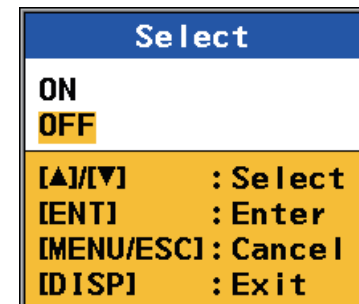 Select
ON
OFF
[▲]/[▼] : Select
[ENT] : Enter
[MENU/ESC] : Cancel
[DISP] : Exit